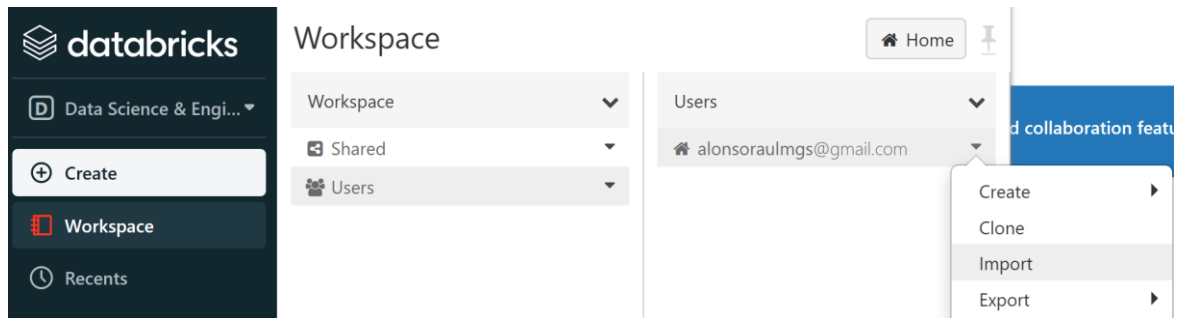 databricks
D Data Science & Engi...
Create
Workspace
Recents
Workspace
Home
Workspace
Shared
Users
Users
alonsoraulmgs@gmail.com
Create
Clone
Import
Export
d collaboration featu